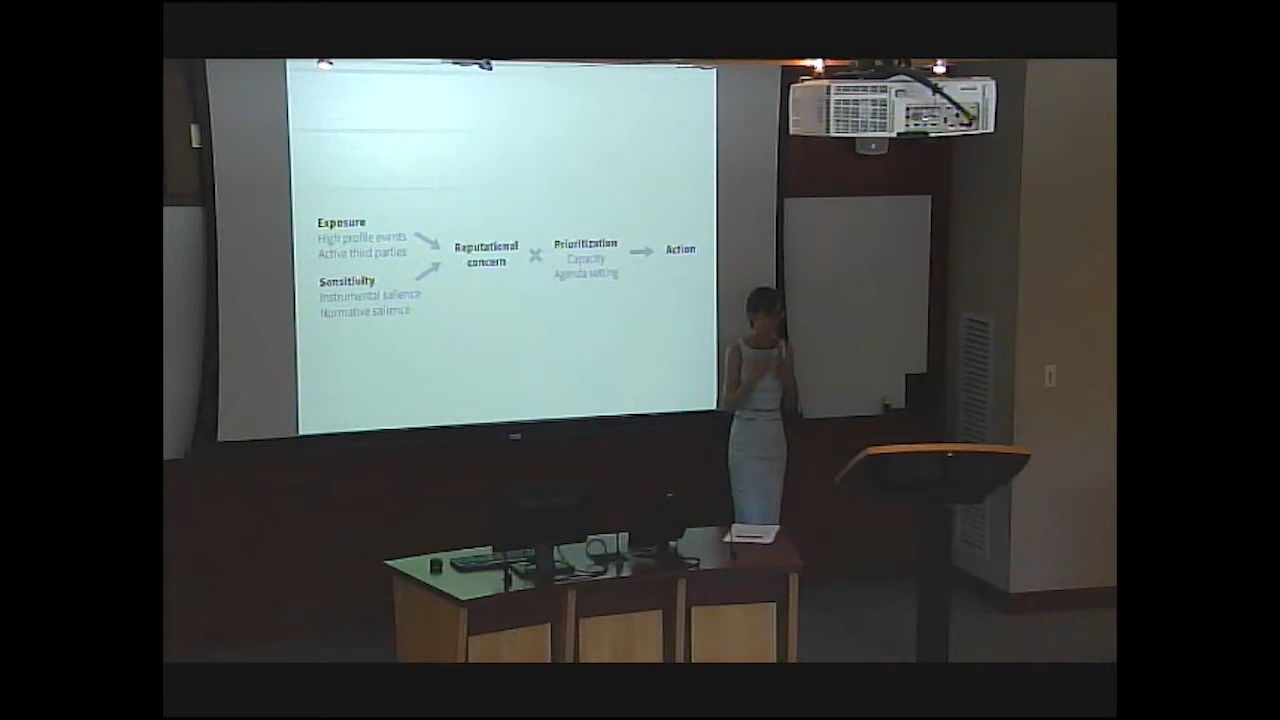 Exposure
High profile events
Active third parties
Sensitivity
Instrumental salience
Normative salience
Reputational
concern
Prioritization
Capacity
Agenda setting
Action